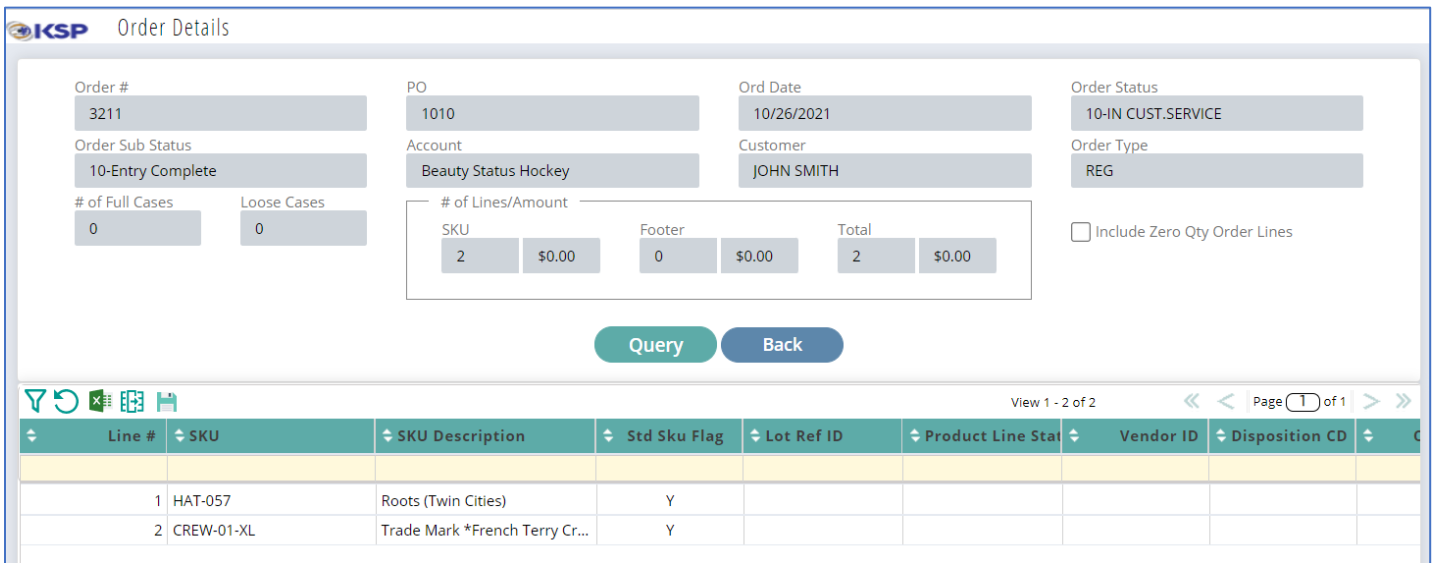 KSP Order Details
Order # PO Ord Date Order Status
3211 1010 10/26/2021 10-IN CUST.SERVICE
Order Sub Status Account Customer Order Type
10-Entry Complete Beauty Status Hockey JOHN SMITH REG
# of Full Cases Loose Cases # of Lines/Amount
SKU Footer Total
0 0 2 $0.00 0 $0.00 2 $0.00 Include Zero Qty Order Lines
Query Back
View 1 - 2 of 2 Page 1 of 1
Line # SKU SKU Description Std Sku Flag Lot Ref ID Product Line Stat Vendor ID Disposition CD
1 HAT-057 Roots (Twin Cities) Y
2 CREW-01-XL Trade Mark *French Terry Cr... Y